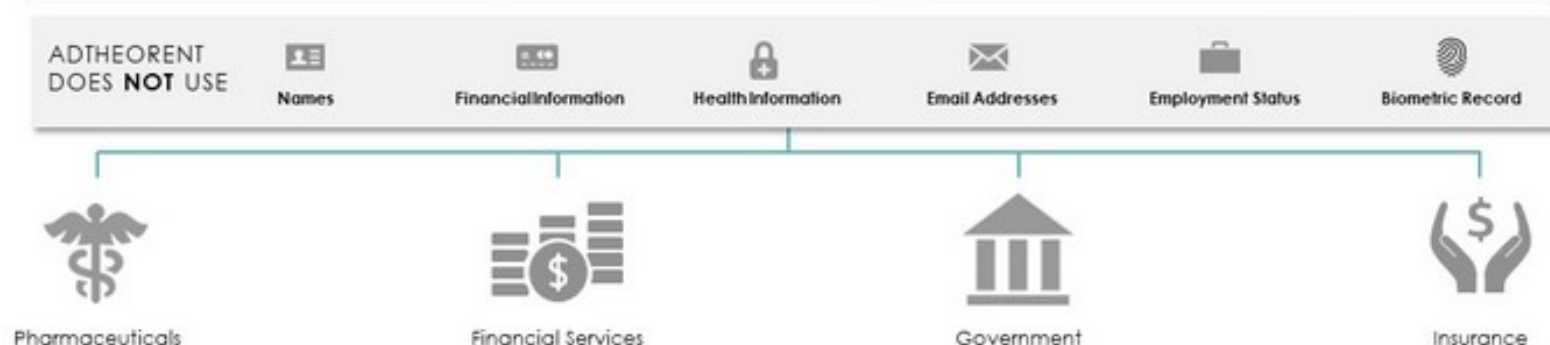 ADTHEORENT
DOES NOT USE
Names
FinancialInformation
Health Information
Email Addresses
Employment Status
Biometric Record
Pharmaceuticals
Financial Services
Government
Insurance